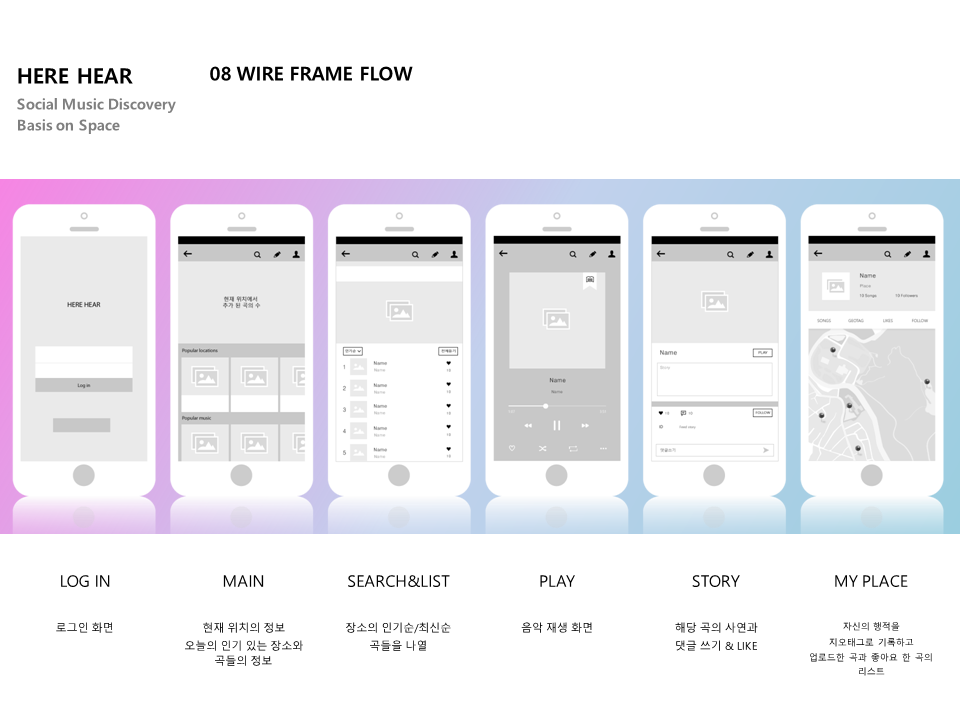 HERE HEAR
08 WIRE FRAME FLOW
Social Music Discovery
Basis on Space
HERE HEAR
Log in
현재 위치에서
추가 된 곡의 수
Popular locations
Popular music
인기순
전체듣기
1 Name
Name
2 Name
Name
3 Name
Name
4 Name
Name
5 Name
Name
Name
Name
Name
PLAY
Story
FOLLOW
ID
댓글쓰기
Name
Place
10 Songs 10 Followers
SONGS GEOTAG LIKES FOLLOW
LOG IN
MAIN
SEARCH&LIST
PLAY
STORY
MY PLACE
로그인 화면
현재 위치의 정보
오늘의 인기 있는 장소와
곡들의 정보
장소의 인기순/최신순
곡들을 나열
음악 재생 화면
해당 곡의 사연과
댓글 쓰기 & LIKE
자신의 행적을
지오태그로 기록하고
업로드한 곡과 좋아요 한 곡의
리스트